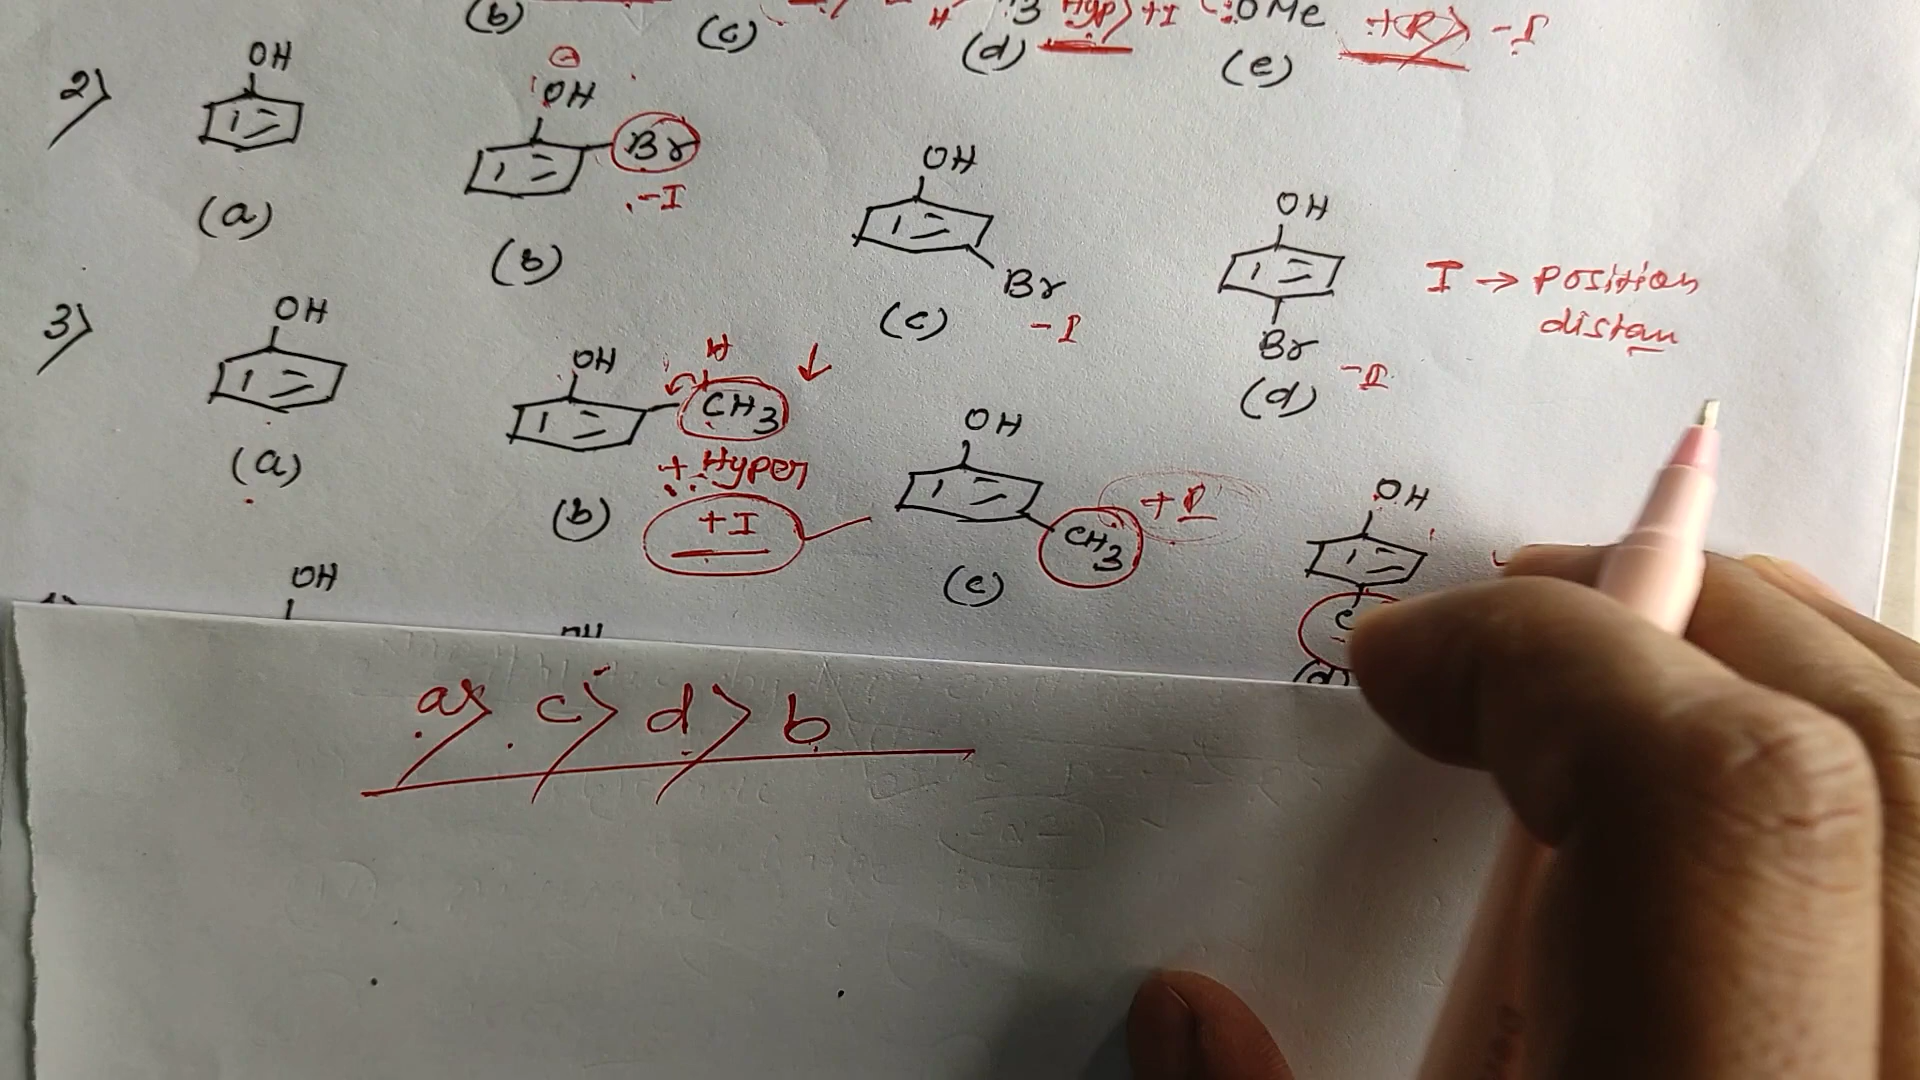 (b) (c) H (d) +I :OMe (e) +(R) > -I
2) OH (a)
⊖
OH Br -I (b)
OH Br -I (c)
OH Br -I (d)
I → position
distan
3) OH (a)
OH H CH3 ↓
+ Hyper
+I
(b)
OH CH3 +I (c)
OH C (d)
OH
a > c > d > b